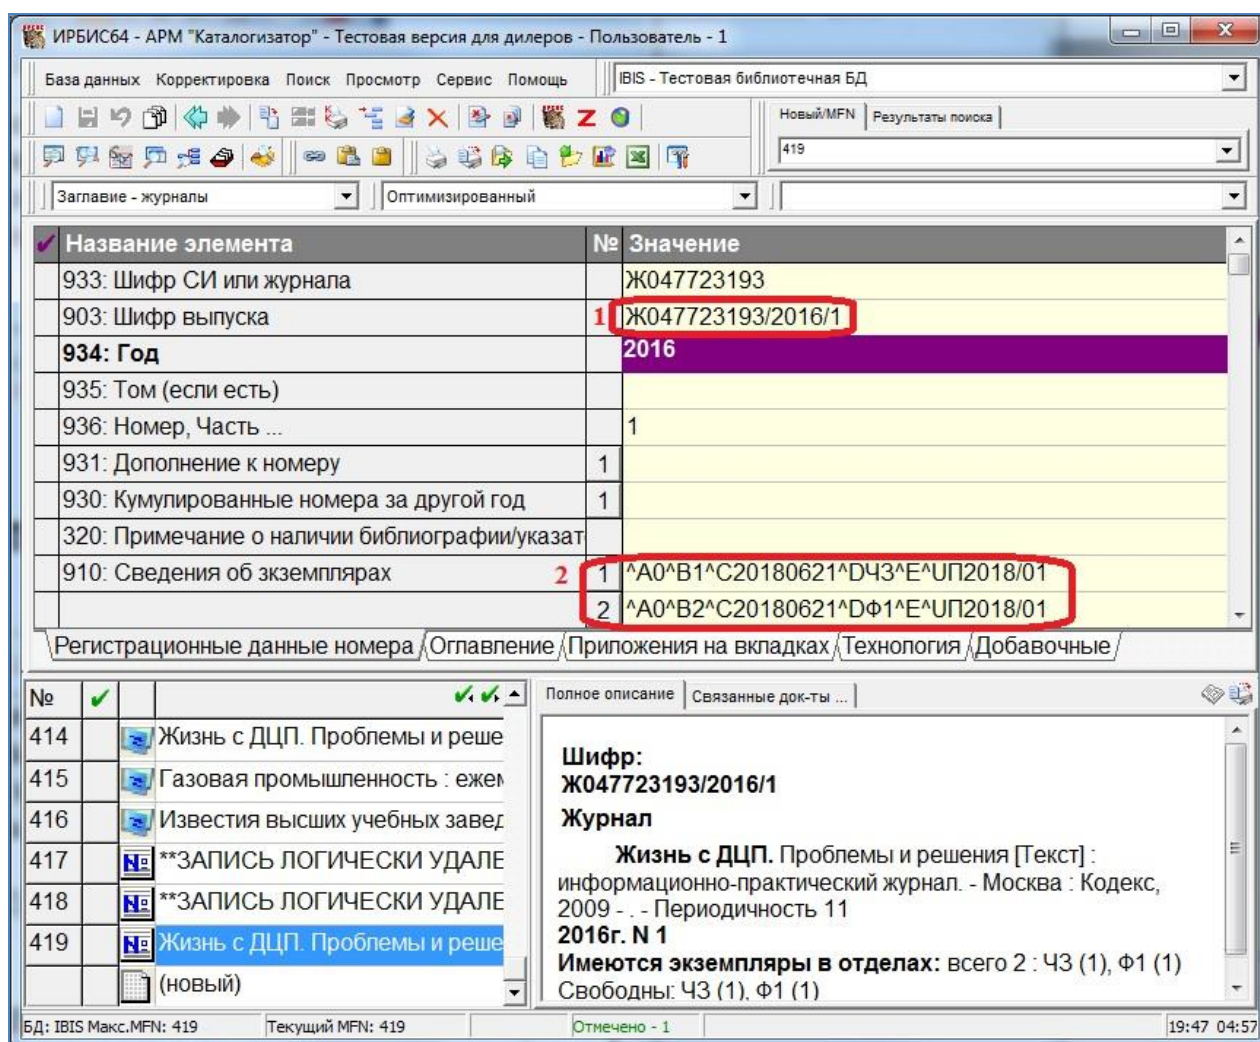 ИРБИС64 - АРМ "Каталогизатор" - Тестовая версия для дилеров - Пользователь - 1
База данных Корректировка Поиск Просмотр Сервис Помощь
IBIS - Тестовая библиотечная БД
Новый/MFN Результаты поиска
419
Заглавие - журналы Оптимизированный
Название элемента № Значение
933: Шифр СИ или журнала Ж047723193
903: Шифр выпуска 1 Ж047723193/2016/1
934: Год 2016
935: Том (если есть)
936: Номер, Часть ... 1
931: Дополнение к номеру 1
930: Кумулированные номера за другой год 1
320: Примечание о наличии библиографии/указат
910: Сведения об экземплярах 2 1 ^A0^B1^C20180621^DЧЗ^E^UП2018/01
2 ^A0^B2^C20180621^DФ1^E^UП2018/01
Регистрационные данные номера Оглавление Приложения на вкладках Технология Добавочные
№
414 Жизнь с ДЦП. Проблемы и реше
415 Газовая промышленность : ежем
416 Известия высших учебных завед
417 **ЗАПИСЬ ЛОГИЧЕСКИ УДАЛЕ
418 **ЗАПИСЬ ЛОГИЧЕСКИ УДАЛЕ
419 Жизнь с ДЦП. Проблемы и реше
(новый)
Полное описание Связанные док-ты ...
Шифр:
Ж047723193/2016/1
Журнал
Жизнь с ДЦП. Проблемы и решения [Текст] :
информационно-практический журнал. - Москва : Кодекс,
2009 - . - Периодичность 11
2016г. N 1
Имеются экземпляры в отделах: всего 2 : ЧЗ (1), Ф1 (1)
Свободны: ЧЗ (1), Ф1 (1)
БД: IBIS Макс.MFN: 419 Текущий MFN: 419 Отмечено - 1 19:47 04:57